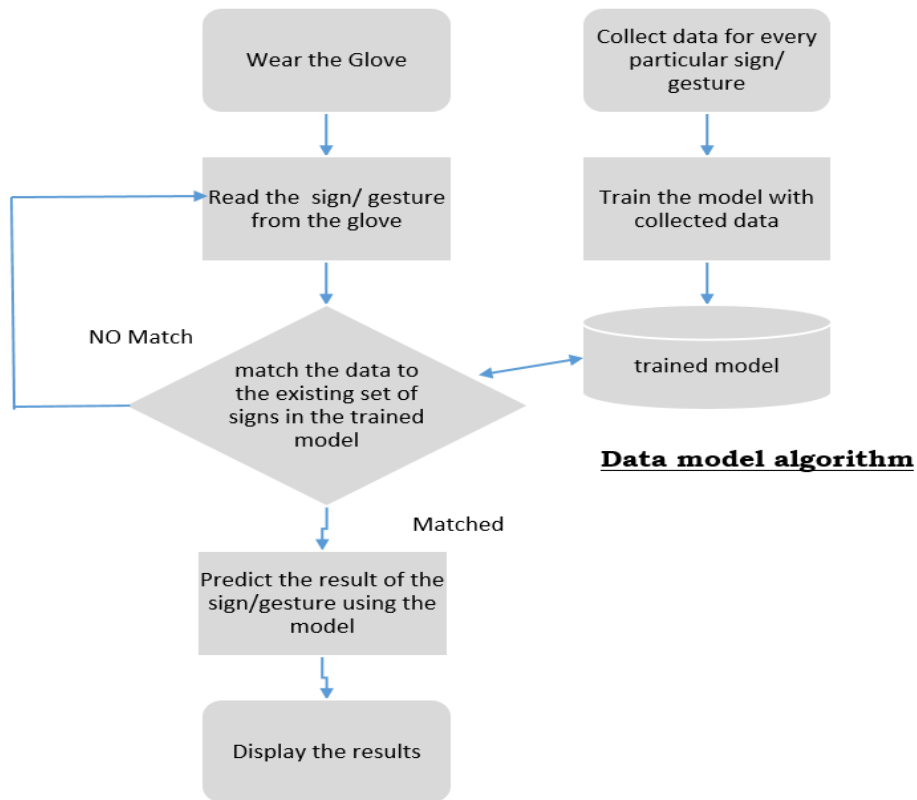 Wear the Glove
Collect data for every
particular sign/
gesture
Read the  sign/ gesture
from the glove
Train the model with
collected data
NO Match
match the data to
the existing set of
signs in the trained
model
trained model
Data model algorithm
Matched
Predict the result of the
sign/gesture using the
model
Display the results